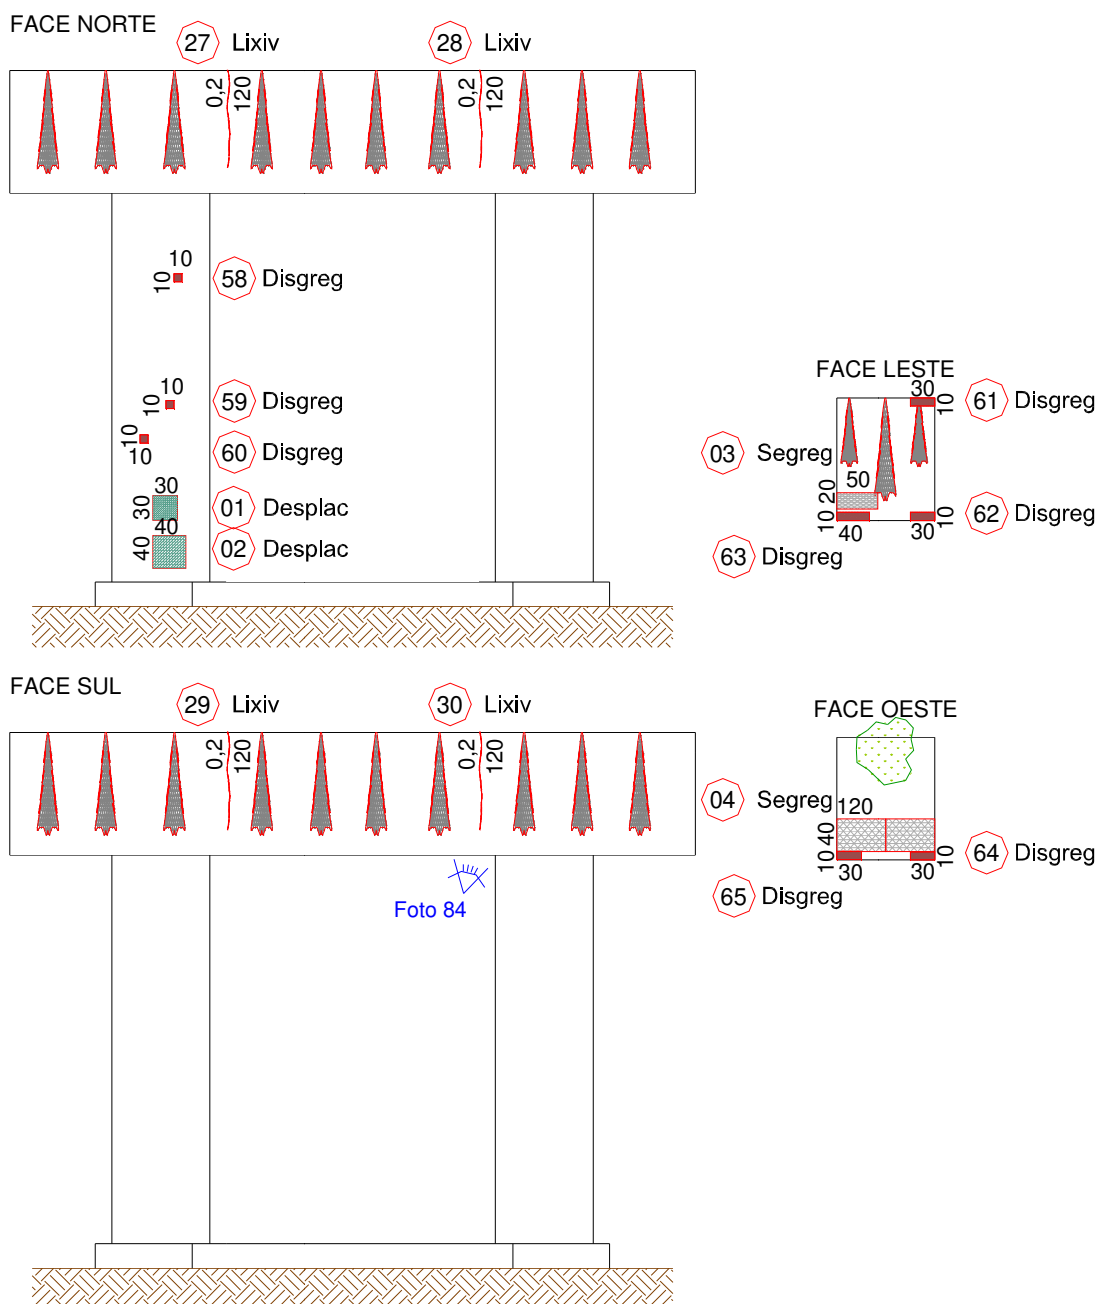 FACE NORTE
27 Lixiv
28 Lixiv
0,2
120
0,2
120
10
10
58 Disgreg
10
10
59 Disgreg
10
10
60 Disgreg
30
30
01 Desplac
40
40
02 Desplac
FACE LESTE
30
10
61 Disgreg
03 Segreg
50
20
10
40
30
10
62 Disgreg
63 Disgreg
FACE SUL
29 Lixiv
30 Lixiv
0,2
120
0,2
120
Foto 84
FACE OESTE
04 Segreg
120
40
10
30
30
10
64 Disgreg
65 Disgreg